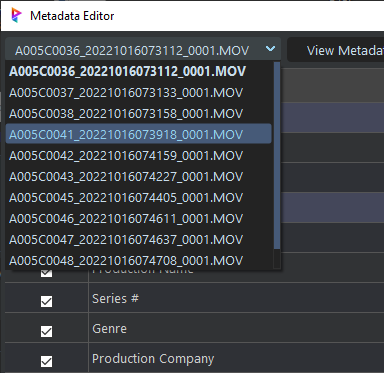 Metadata Editor
A005C0036_20221016073112_0001.MOV
View Metada
A005C0036_20221016073112_0001.MOV
A005C0037_20221016073133_0001.MOV
A005C0038_20221016073158_0001.MOV
A005C0041_20221016073918_0001.MOV
A005C0042_20221016074159_0001.MOV
A005C0043_20221016074227_0001.MOV
A005C0045_20221016074405_0001.MOV
A005C0046_20221016074611_0001.MOV
A005C0047_20221016074637_0001.MOV
A005C0048_20221016074708_0001.MOV
Production Name
Series #
Genre
Production Company